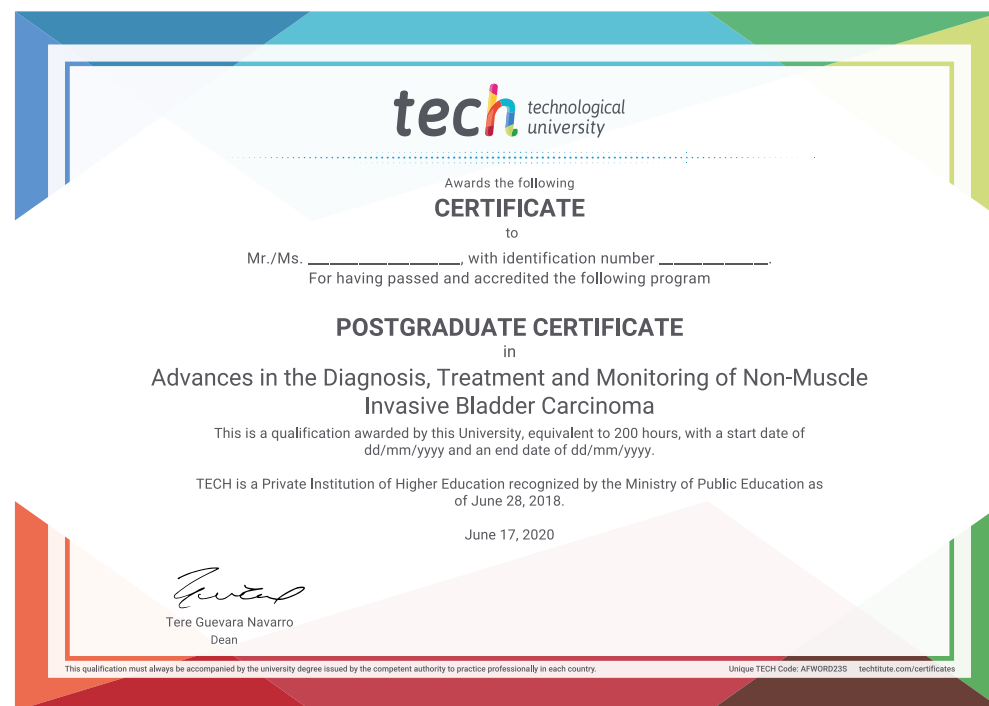 tech technological
university
Awards the following
CERTIFICATE
to
Mr./Ms. ____________________, with identification number ______________.
For having passed and accredited the following program
POSTGRADUATE CERTIFICATE
in
Advances in the Diagnosis, Treatment and Monitoring of Non-Muscle
Invasive Bladder Carcinoma
This is a qualification awarded by this University, equivalent to 200 hours, with a start date of
dd/mm/yyyy and an end date of dd/mm/yyyy.
TECH is a Private Institution of Higher Education recognized by the Ministry of Public Education as
of June 28, 2018.
June 17, 2020
Tere Guevara Navarro
Dean
This qualification must always be accompanied by the university degree issued by the competent authority to practice professionally in each country. Unique TECH Code: AFWORD23S techtitute.com/certificates